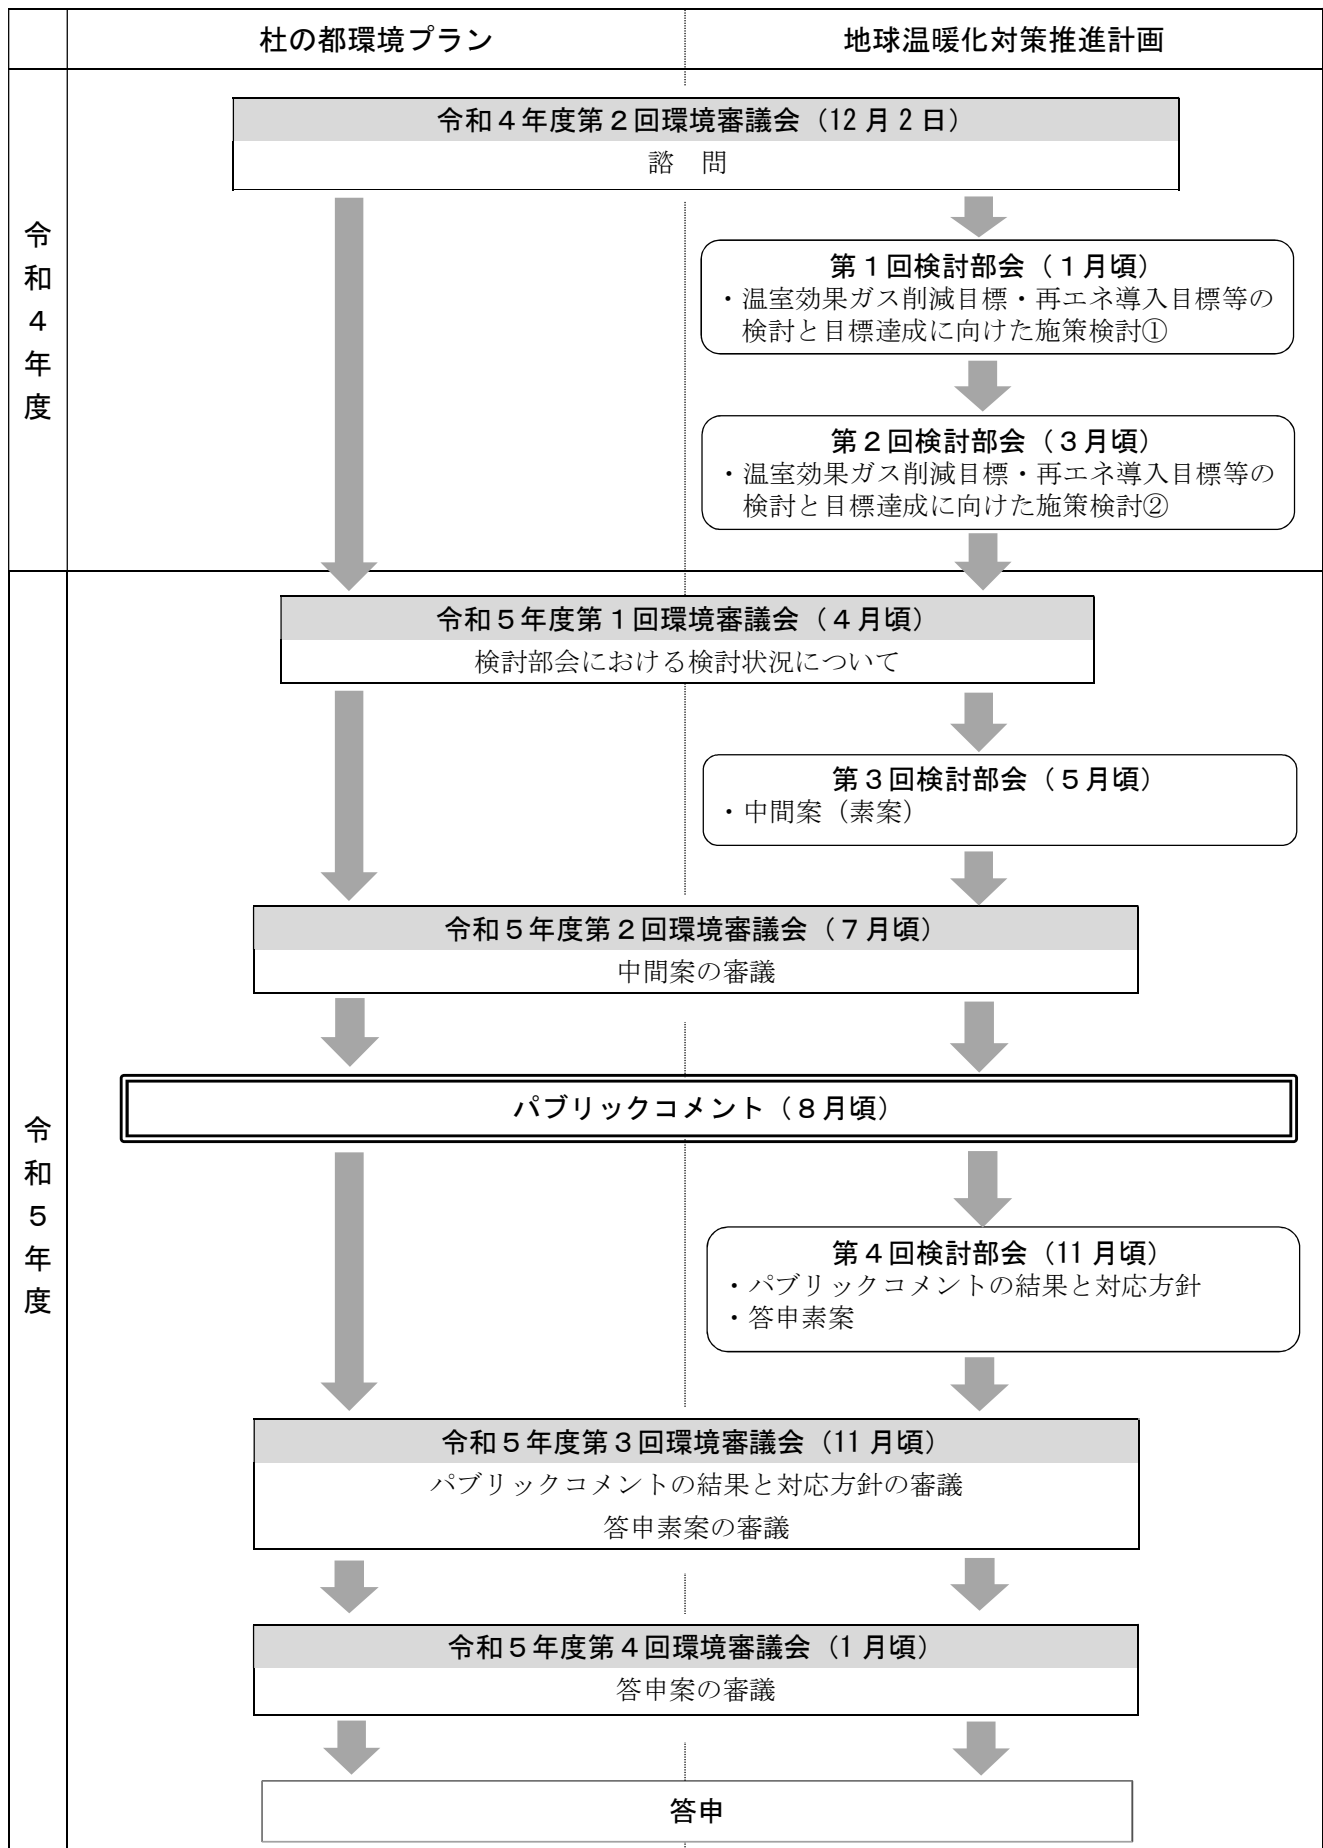 杜の都環境プラン
地球温暖化対策推進計画
令和4年度
令和4年度第2回環境審議会（12月2日）
諮　問
第1回検討部会（1月頃）
・温室効果ガス削減目標・再エネ導入目標等の
検討と目標達成に向けた施策検討①
第2回検討部会（3月頃）
・温室効果ガス削減目標・再エネ導入目標等の
検討と目標達成に向けた施策検討②
令和5年度
令和5年度第1回環境審議会（4月頃）
検討部会における検討状況について
第3回検討部会（5月頃）
・中間案（素案）
令和5年度第2回環境審議会（7月頃）
中間案の審議
パブリックコメント（8月頃）
第4回検討部会（11月頃）
・パブリックコメントの結果と対応方針
・答申素案
令和5年度第3回環境審議会（11月頃）
パブリックコメントの結果と対応方針の審議
答申素案の審議
令和5年度第4回環境審議会（1月頃）
答申案の審議
答申